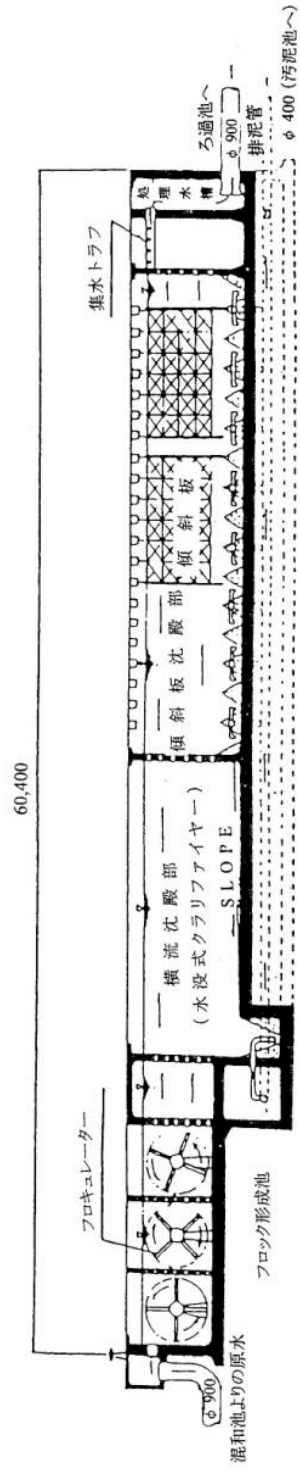 60,400
フロキュレーター
集水トラフ
処理水槽
ろ過池へ
φ 900
排泥管
φ 400 (汚泥池へ)
傾斜板
傾斜板沈殿部
横流沈殿部
(水没式クラリファイヤー)
SLOPE
フロック形成池
φ 900
混和池よりの原水